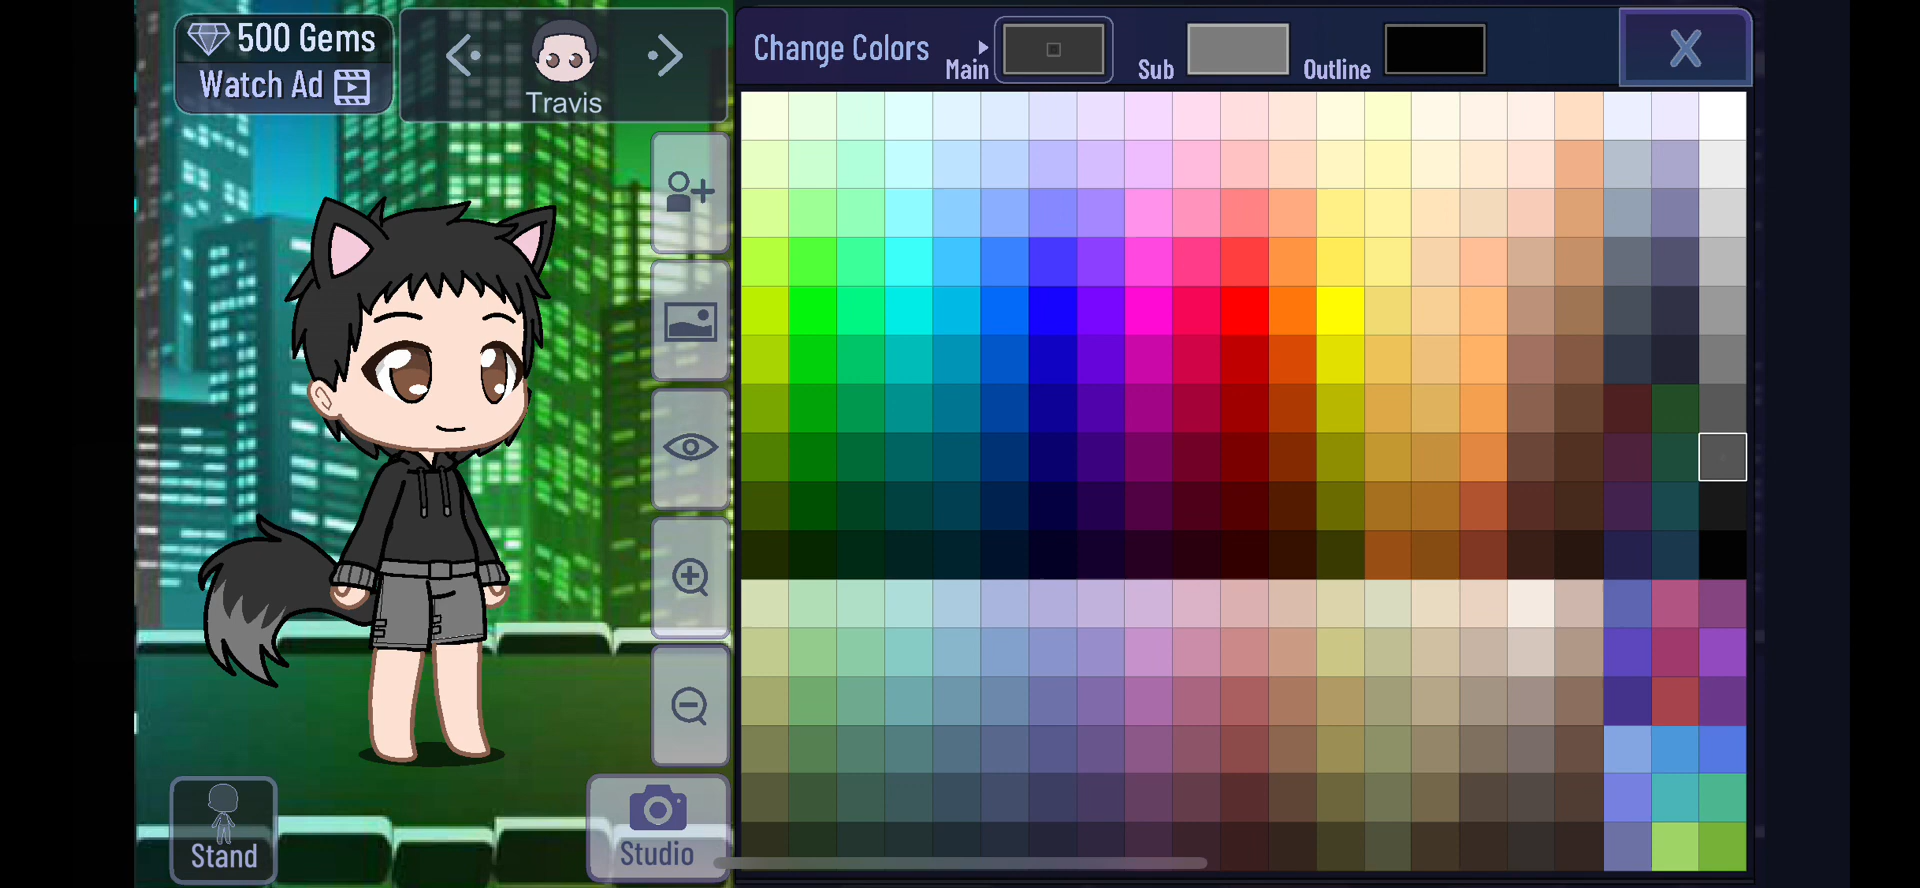 500 Gems
Watch Ad
Travis
Change Colors
Main
Sub
Outline
X
Stand
Studio